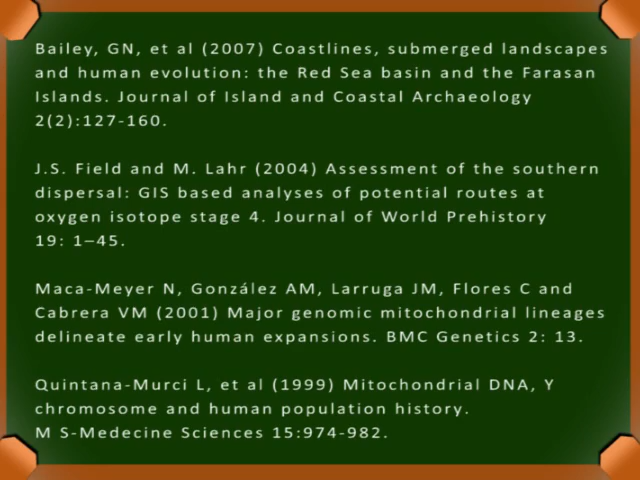 Bailey, GN, et al (2007) Coastlines, submerged landscapes
and human evolution: the Red Sea basin and the Farasan
Islands. Journal of Island and Coastal Archaeology
2(2):127-160.
J.S. Field and M. Lahr (2004) Assessment of the southern
dispersal: GIS based analyses of potential routes at
oxygen isotope stage 4. Journal of World Prehistory
19: 1–45.
Maca-Meyer N, González AM, Larruga JM, Flores C and
Cabrera VM (2001) Major genomic mitochondrial lineages
delineate early human expansions. BMC Genetics 2: 13.
Quintana-Murci L, et al (1999) Mitochondrial DNA, Y
chromosome and human population history.
M S-Medecine Sciences 15:974-982.